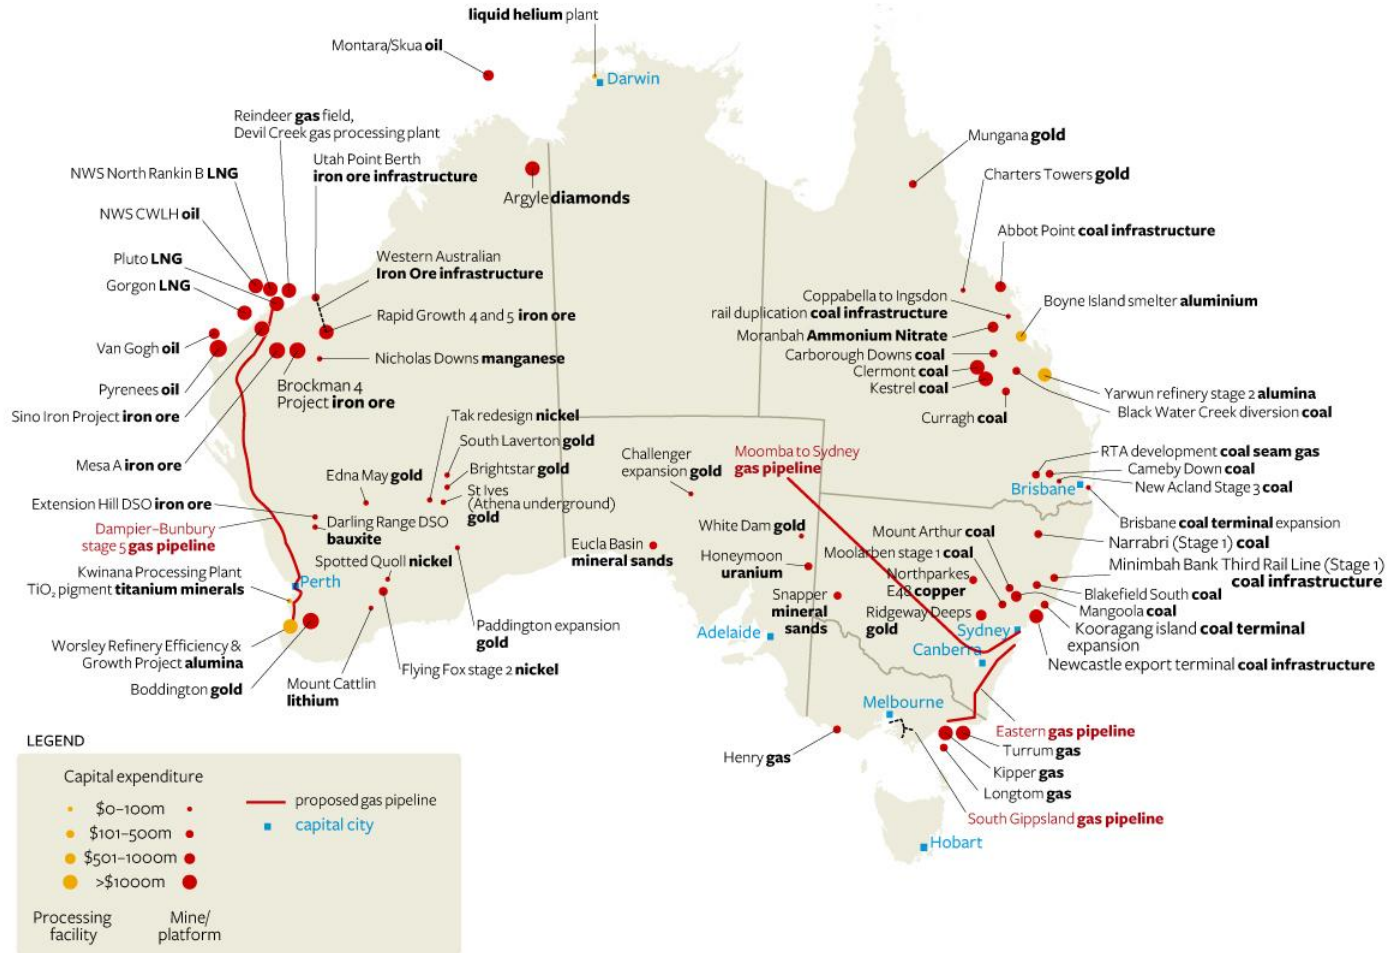 liquid helium plant
Montara/Skua oil
Darwin
Reindeer gas field,
Devil Creek gas processing plant
Utah Point Berth
iron ore infrastructure
NWS North Rankin B LNG
Argyle diamonds
NWS CWLH oil
Pluto LNG
Gorgon LNG
Western Australian
Iron Ore infrastructure
Rapid Growth 4 and 5 iron ore
Van Gogh oil
Nicholas Downs manganese
Pyrenees oil
Brockman 4
Project iron ore
Sino Iron Project iron ore
Mesa A iron ore
Tak redesign nickel
South Laverton gold
Brightstar gold
St Ives
(Athena underground)
gold
Edna May gold
Extension Hill DSO iron ore
Darling Range DSO
bauxite
Dampier–Bunbury
stage 5 gas pipeline
Spotted Quoll nickel
Kwinana Processing Plant
TiO₂ pigment titanium minerals
Perth
Worsley Refinery Efficiency &
Growth Project alumina
Boddington gold
Mount Cattlin
lithium
Flying Fox stage 2 nickel
Paddington expansion
gold
Mungana gold
Charters Towers gold
Abbot Point coal infrastructure
Coppabella to Ingsdon
rail duplication coal infrastructure
Boyne Island smelter aluminium
Moranbah Ammonium Nitrate
Carborough Downs coal
Clermont coal
Kestrel coal
Curragh coal
Yarwun refinery stage 2 alumina
Black Water Creek diversion coal
Challenger
expansion gold
Moomba to Sydney
gas pipeline
RTA development coal seam gas
Cameby Down coal
New Acland Stage 3 coal
Brisbane
Brisbane coal terminal expansion
Narrabri (Stage 1) coal
White Dam gold
Eucla Basin
mineral sands
Honeymoon
uranium
Mount Arthur coal
Moolarben stage 1 coal
Northparkes
E48 copper
Minimbah Bank Third Rail Line (Stage 1)
coal infrastructure
Blakefield South coal
Mangoola coal
Snapper
mineral
sands
Ridgeway Deeps
gold
Kooragang island coal terminal
expansion
Newcastle export terminal coal infrastructure
Adelaide
Sydney
Canberra
Melbourne
Henry gas
Eastern gas pipeline
Turrum gas
Kipper gas
Longtom gas
South Gippsland gas pipeline
Hobart
LEGEND
Capital expenditure
$0–100m
$101–500m
$501–1000m
>$1000m
Processing
facility
Mine/
platform
proposed gas pipeline
capital city